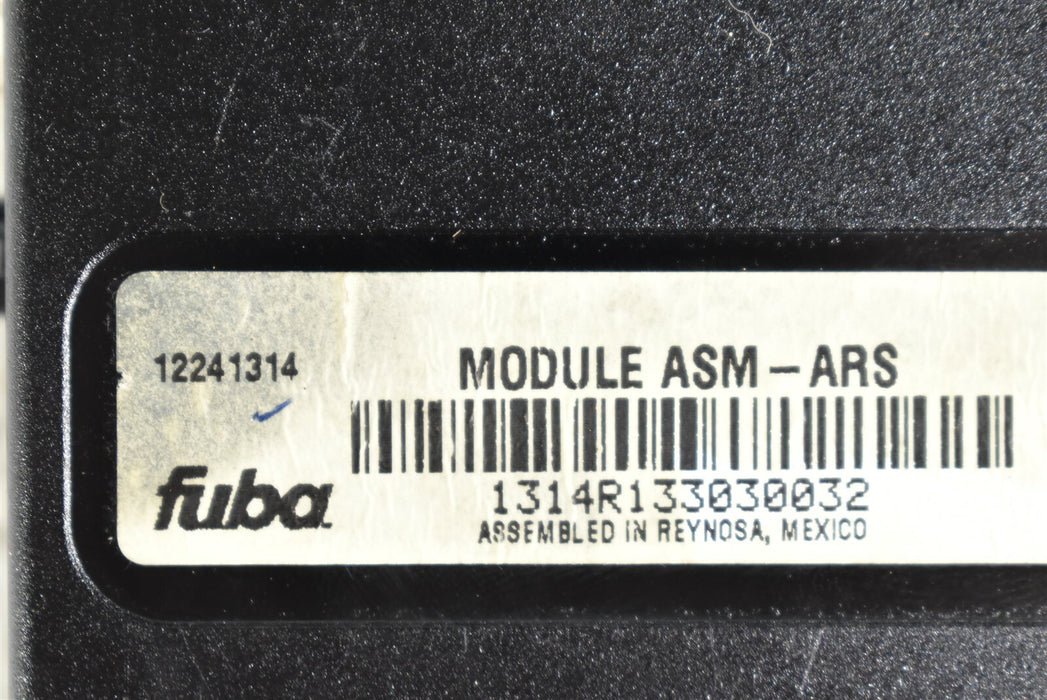 12241314
MODULE ASM-ARS
fuba
1314R133030032
ASSEMBLED IN REYNOSA, MEXICO